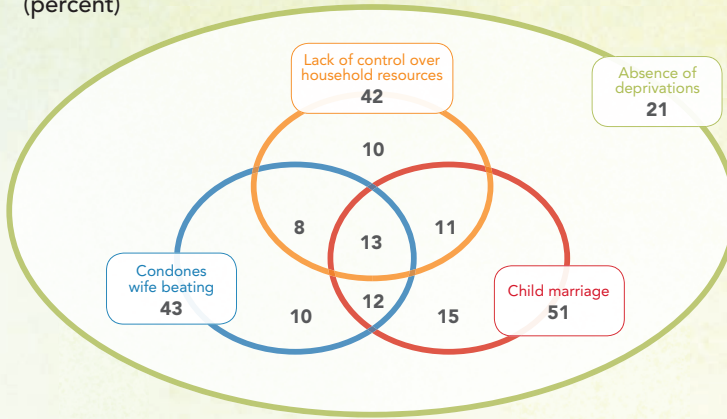 (percent)
Lack of control over
household resources
42
Absence of
deprivations
21
10
8
11
13
Condones
wife beating
43
Child marriage
51
12
10
15